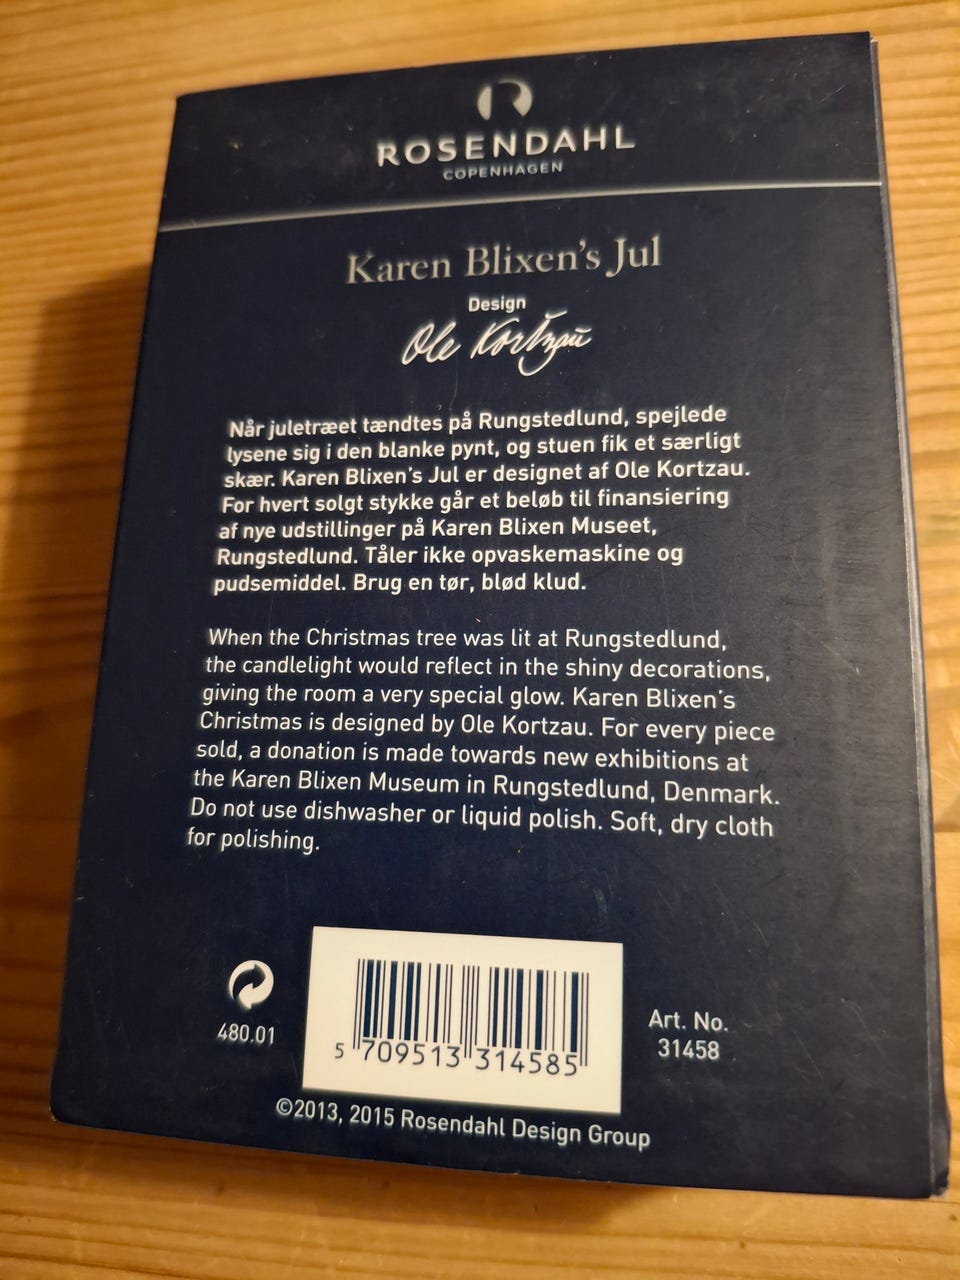 ROSENDAHL
COPENHAGEN
Karen Blixen's Jul
Design
Ole Kortzau
Når juletræet tændtes på Rungstedlund, spejlede
lysene sig i den blanke pynt, og stuen fik et særligt
skær. Karen Blixen's Jul er designet af Ole Kortzau.
For hvert solgt stykke går et beløb til finansiering
af nye udstillinger på Karen Blixen Museet,
Rungstedlund. Tåler ikke opvaskemaskine og
pudsemiddel. Brug en tør, blød klud.
When the Christmas tree was lit at Rungstedlund,
the candlelight would reflect in the shiny decorations,
giving the room a very special glow. Karen Blixen's
Christmas is designed by Ole Kortzau. For every piece
sold, a donation is made towards new exhibitions at
the Karen Blixen Museum in Rungstedlund, Denmark.
Do not use dishwasher or liquid polish. Soft, dry cloth
for polishing.
480.01
5 709513 314585
Art. No.
31458
©2013, 2015 Rosendahl Design Group